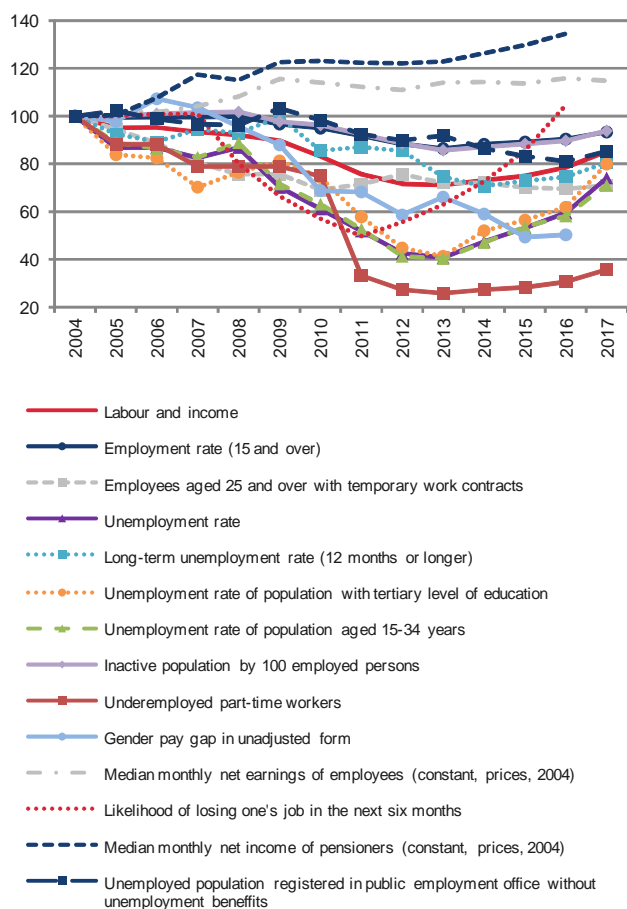 140
120
100
80
60
40
20
2004
2005
2006
2007
2008
2009
2010
2011
2012
2013
2014
2015
2016
2017
Labour and income
Employment rate (15 and over)
Employees aged 25 and over with temporary work contracts
Unemployment rate
Long-term unemployment rate (12 months or longer)
Unemployment rate of population with tertiary level of education
Unemployment rate of population aged 15-34 years
Inactive population by 100 employed persons
Underemployed part-time workers
Gender pay gap in unadjusted form
Median monthly net earnings of employees (constant, prices, 2004)
Likelihood of losing one's job in the next six months
Median monthly net income of pensioners (constant, prices, 2004)
Unemployed population registered in public employment office without
unemployment beneffits